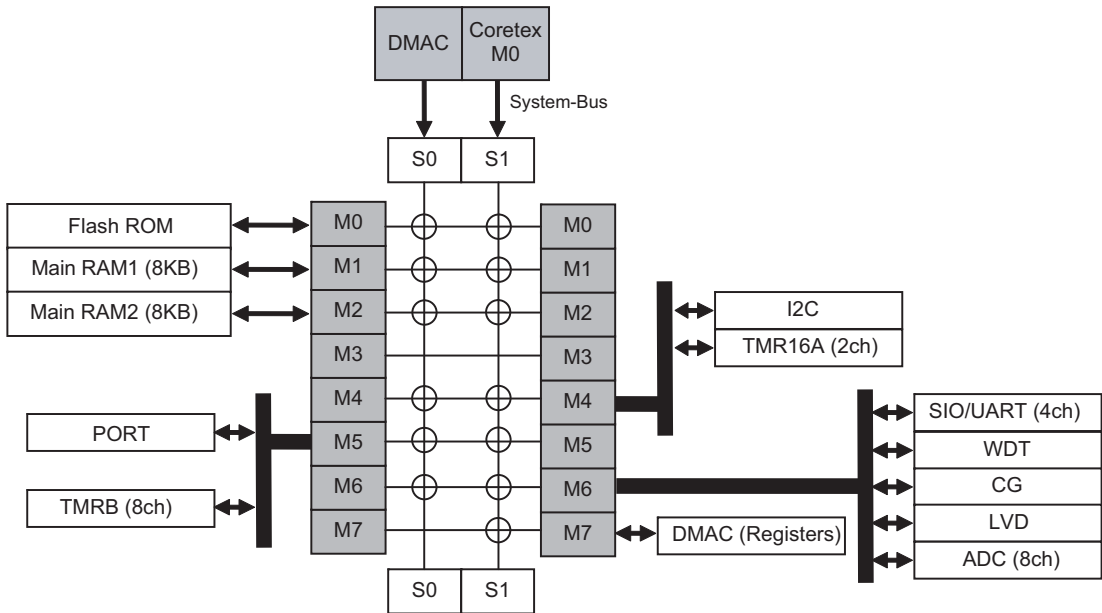 DMAC
Coretex
M0
System-Bus
S0
S1
Flash ROM
Main RAM1 (8KB)
Main RAM2 (8KB)
PORT
TMRB (8ch)
M0
M1
M2
M3
M4
M5
M6
M7
M0
M1
M2
M3
M4
M5
M6
M7
I2C
TMR16A (2ch)
SIO/UART (4ch)
WDT
CG
LVD
ADC (8ch)
DMAC (Registers)
S0
S1